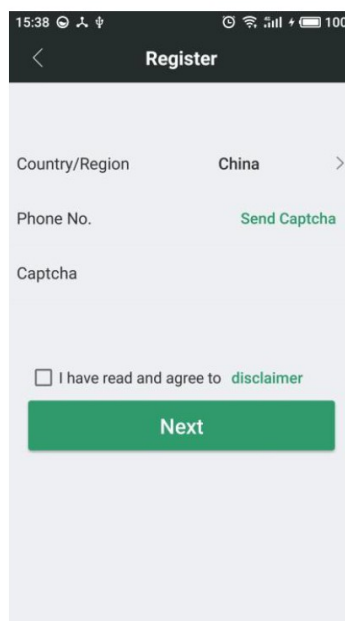 15:38 100
Register
Country/Region China
Phone No. Send Captcha
Captcha
I have read and agree to disclaimer
Next